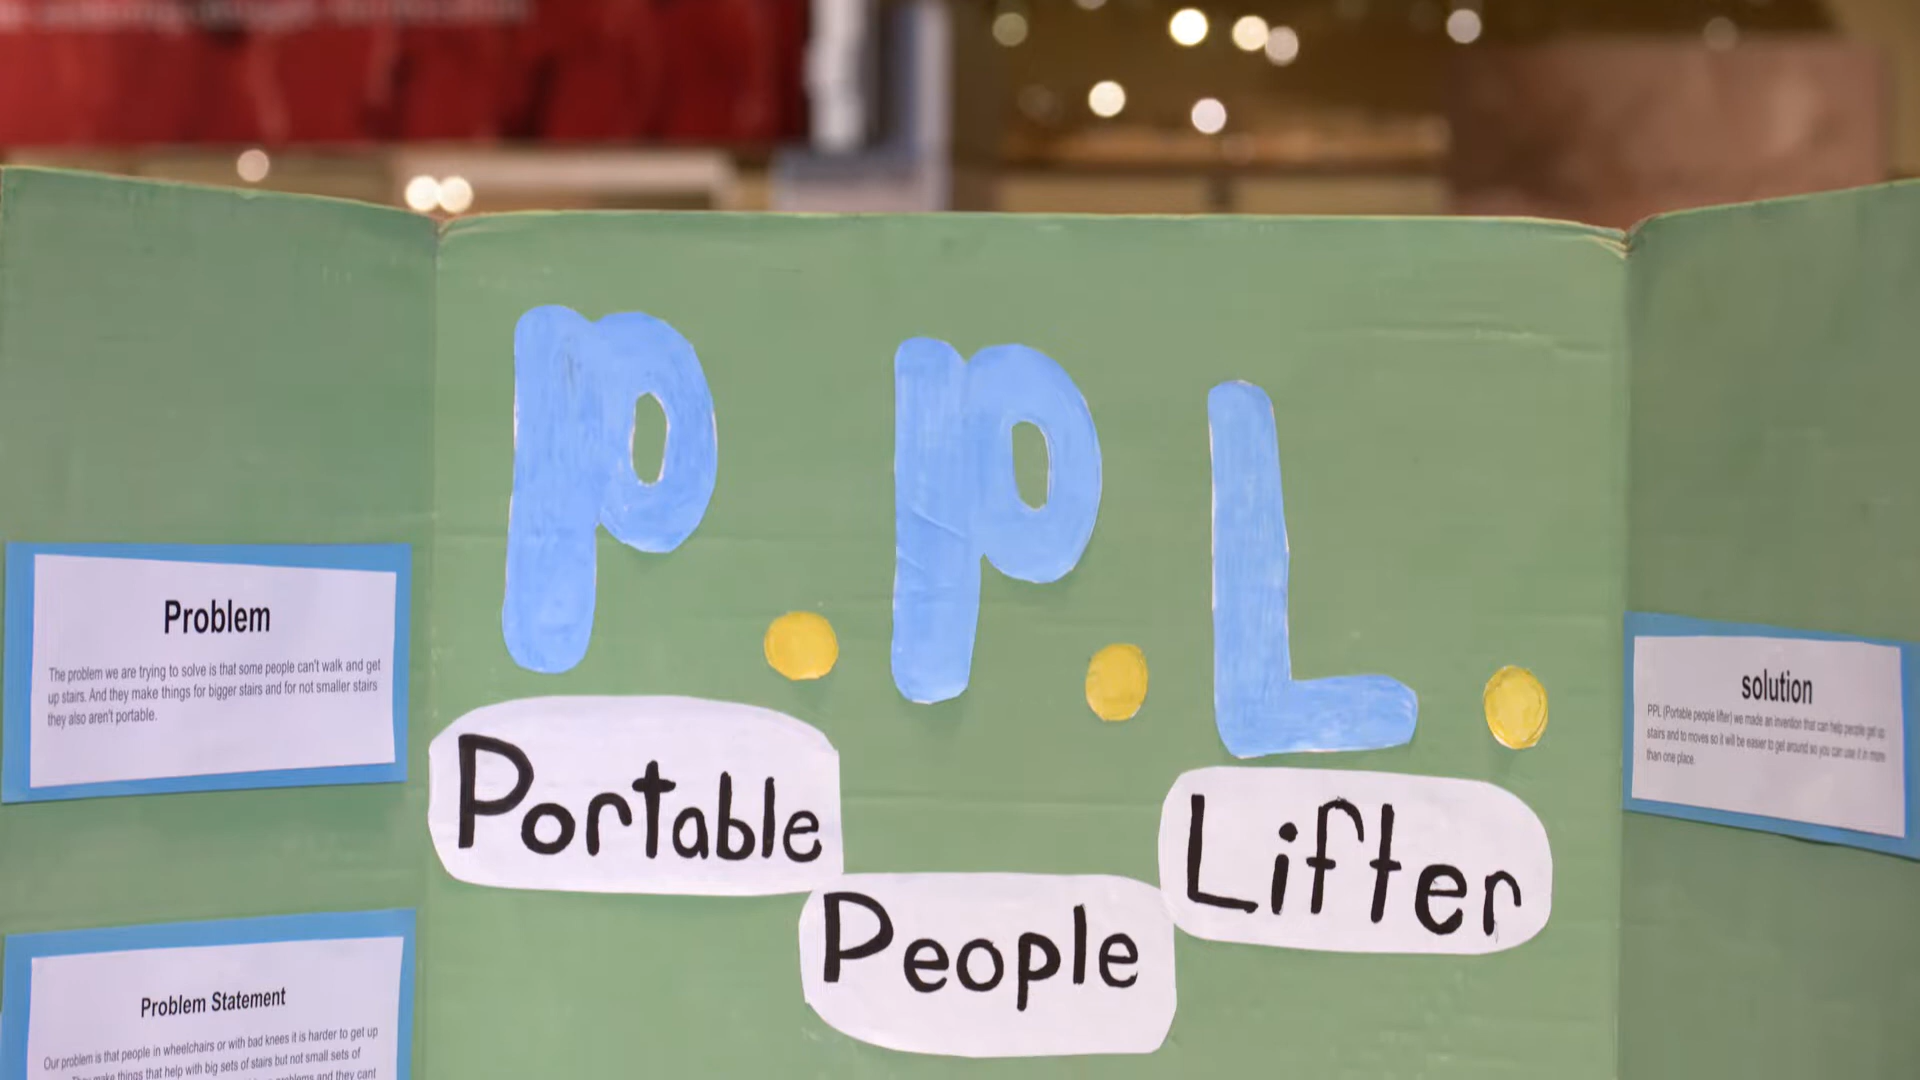 P.P.L.
Portable
People
Lifter
Problem
The problem we are trying to solve is that some people can't walk and get
up stairs. And they make things for bigger stairs and for not smaller stairs
they also aren't portable.
Problem Statement
Our problem is that people in wheelchairs or with bad knees it is harder to get up
make things that help with big sets of stairs but not small sets of
and they cant
solution
PPL (Portable people lifter) we made an invention that can help people get up
stairs and to moves so it will be easier to get around so you can use it in more
than one place.